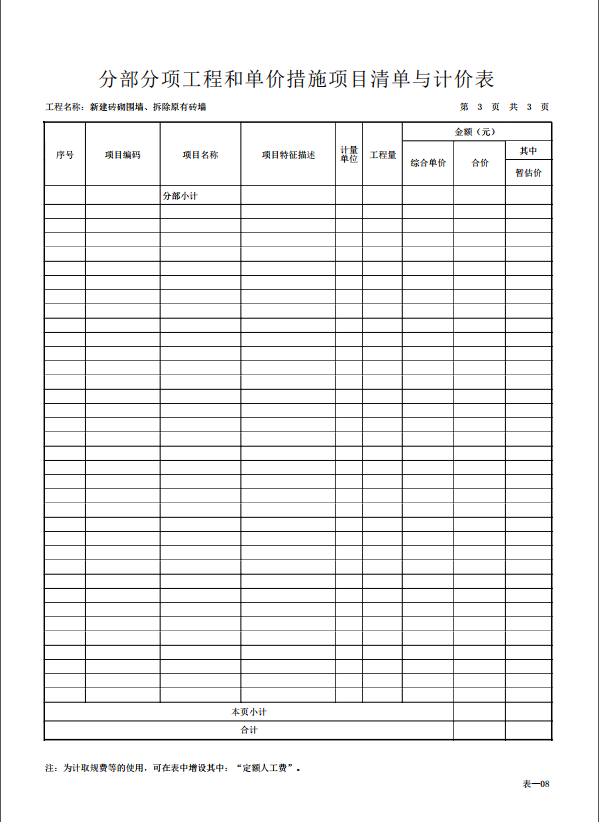 分部分项工程和单价措施项目清单与计价表
工程名称：新建砖砌围墙、拆除原有砖墙 第 3 页 共 3 页
序号 项目编码 项目名称 项目特征描述 计量单位 工程量 金额（元）
综合单价 合价 其中
暂估价
分部小计
本页小计
合计
注：为计取规费等的使用，可在表中增设其中：“定额人工费”。
表—08